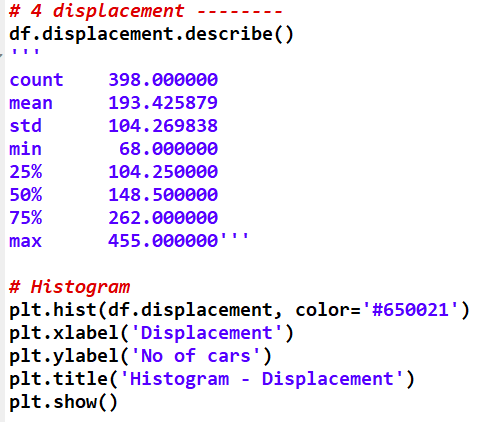 # 4 displacement --------
df.displacement.describe()
'''
count    398.000000
mean     193.425879
std      104.269838
min       68.000000
25%      104.250000
50%      148.500000
75%      262.000000
max      455.000000'''
# Histogram
plt.hist(df.displacement, color='#650021')
plt.xlabel('Displacement')
plt.ylabel('No of cars')
plt.title('Histogram - Displacement')
plt.show()